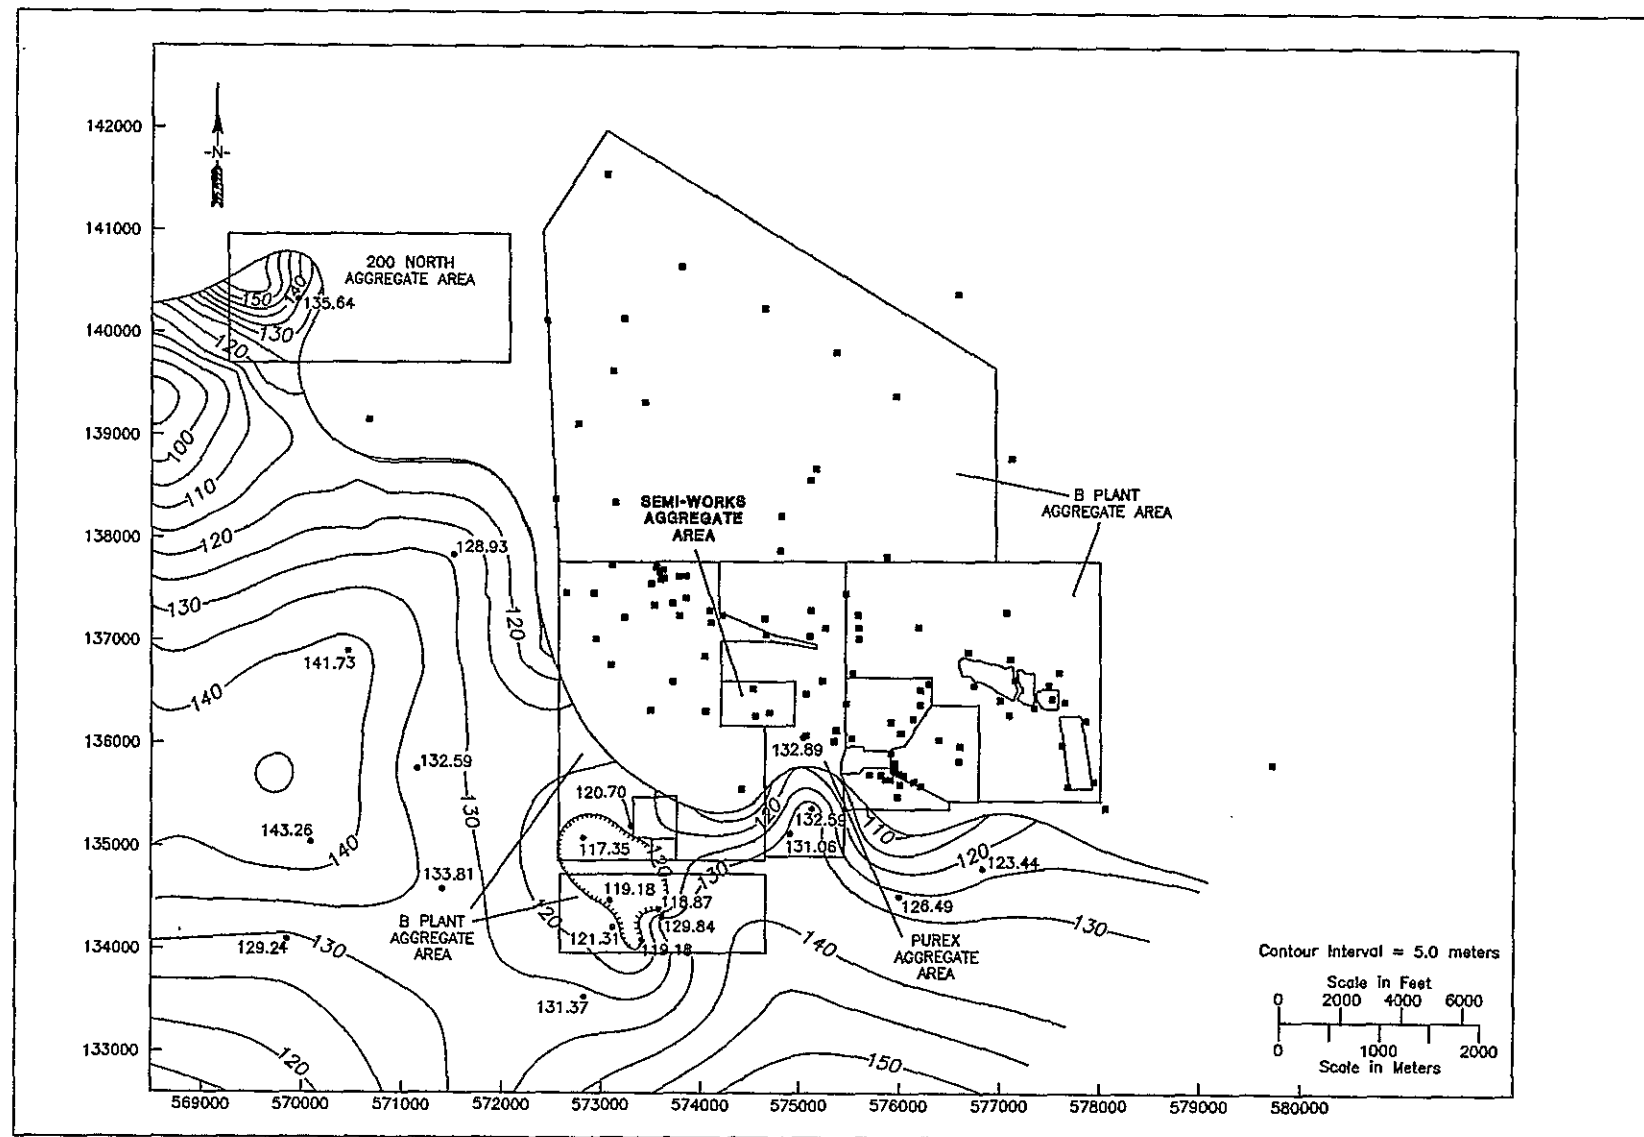 142000
-N-
141000
200 NORTH
AGGREGATE AREA
150
140
135.64
140000
130
120
139000
100
110
SEMI-WORKS
AGGREGATE
AREA
B PLANT
AGGREGATE AREA
138000
120
128.93
130
120
137000
141.73
140
136000
132.59
132.89
120.70
130
120
132.59
110
143.26
135000
117.35
120
131.06
140
130
120
123.44
133.81
119.18
118.87
126.49
120
129.84
130
B PLANT
AGGREGATE
AREA
121.31
119.18
140
PUREX
AGGREGATE
AREA
134000
129.24
130
Contour Interval = 5.0 meters
Scale in Feet
0 2000 4000 6000
131.37
133000
120
150
0 1000 2000
Scale in Meters
569000 570000 571000 572000 573000 574000 575000 576000 577000 578000 579000 580000